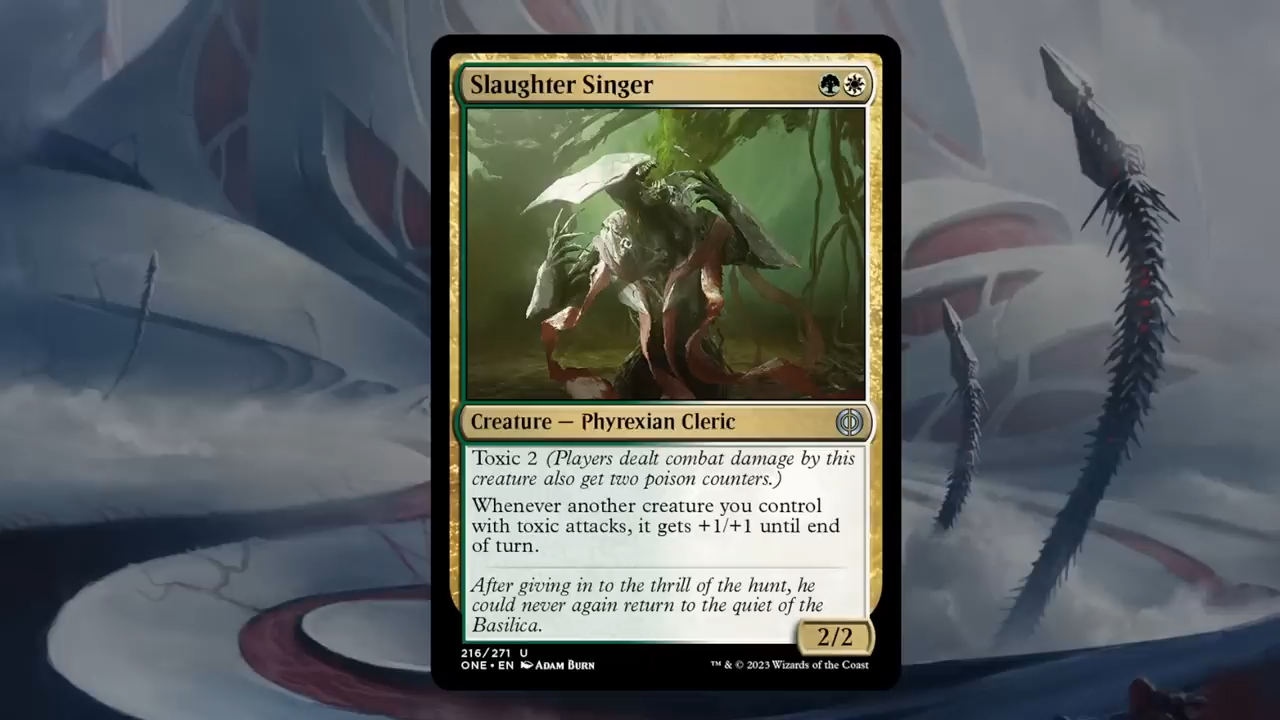 Slaughter Singer
Creature — Phyrexian Cleric
Toxic 2 (Players dealt combat damage by this
creature also get two poison counters.)
Whenever another creature you control
with toxic attacks, it gets +1/+1 until end
of turn.
After giving in to the thrill of the hunt, he
could never again return to the quiet of the
Basilica.
2/2
216/271 U
ONE • EN Adam Burn
™ & © 2023 Wizards of the Coast